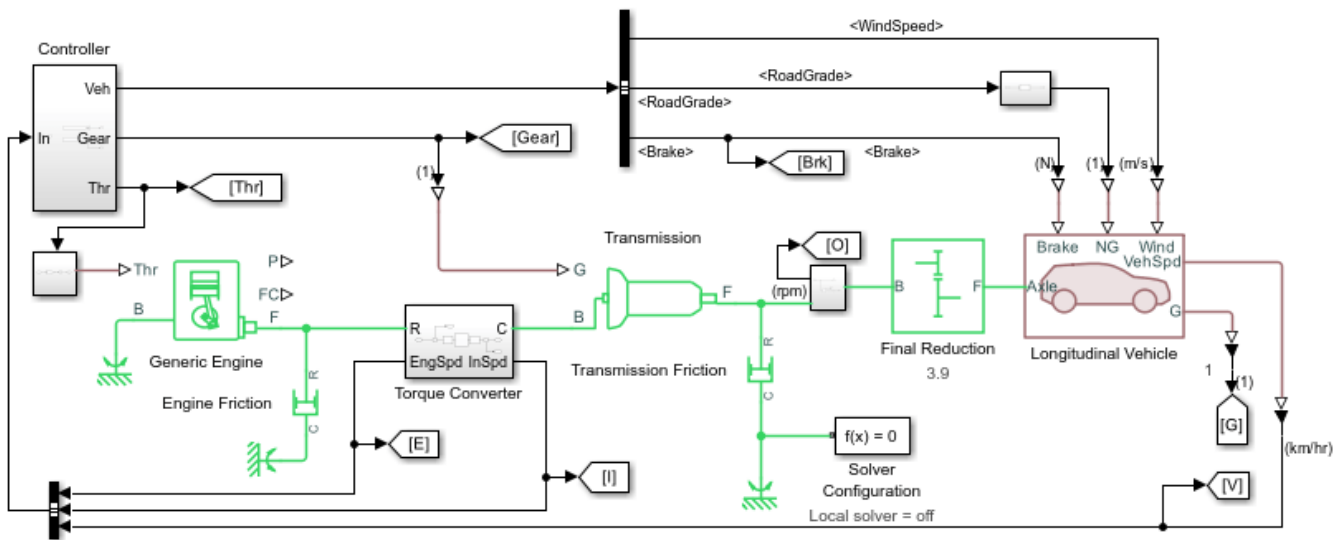 <WindSpeed>
Controller
<RoadGrade>
Veh
<RoadGrade>
In
Gear
[Gear]
<Brake>
<Brake>
[Brk]
(1)
(N)
(1)
(m/s)
Thr
[Thr]
Transmission
[O]
Brake
NG
Wind
VehSpd
P
Thr
G
FC
(rpm)
B
F
Axle
B
F
B
F
G
R
C
Generic Engine
EngSpd
InSpd
Final Reduction
3.9
Longitudinal Vehicle
R
R
Transmission Friction
1
(1)
Engine Friction
Torque Converter
C
C
[G]
[E]
f(x) = 0
(km/hr)
[I]
Solver
Configuration
[V]
Local solver = off